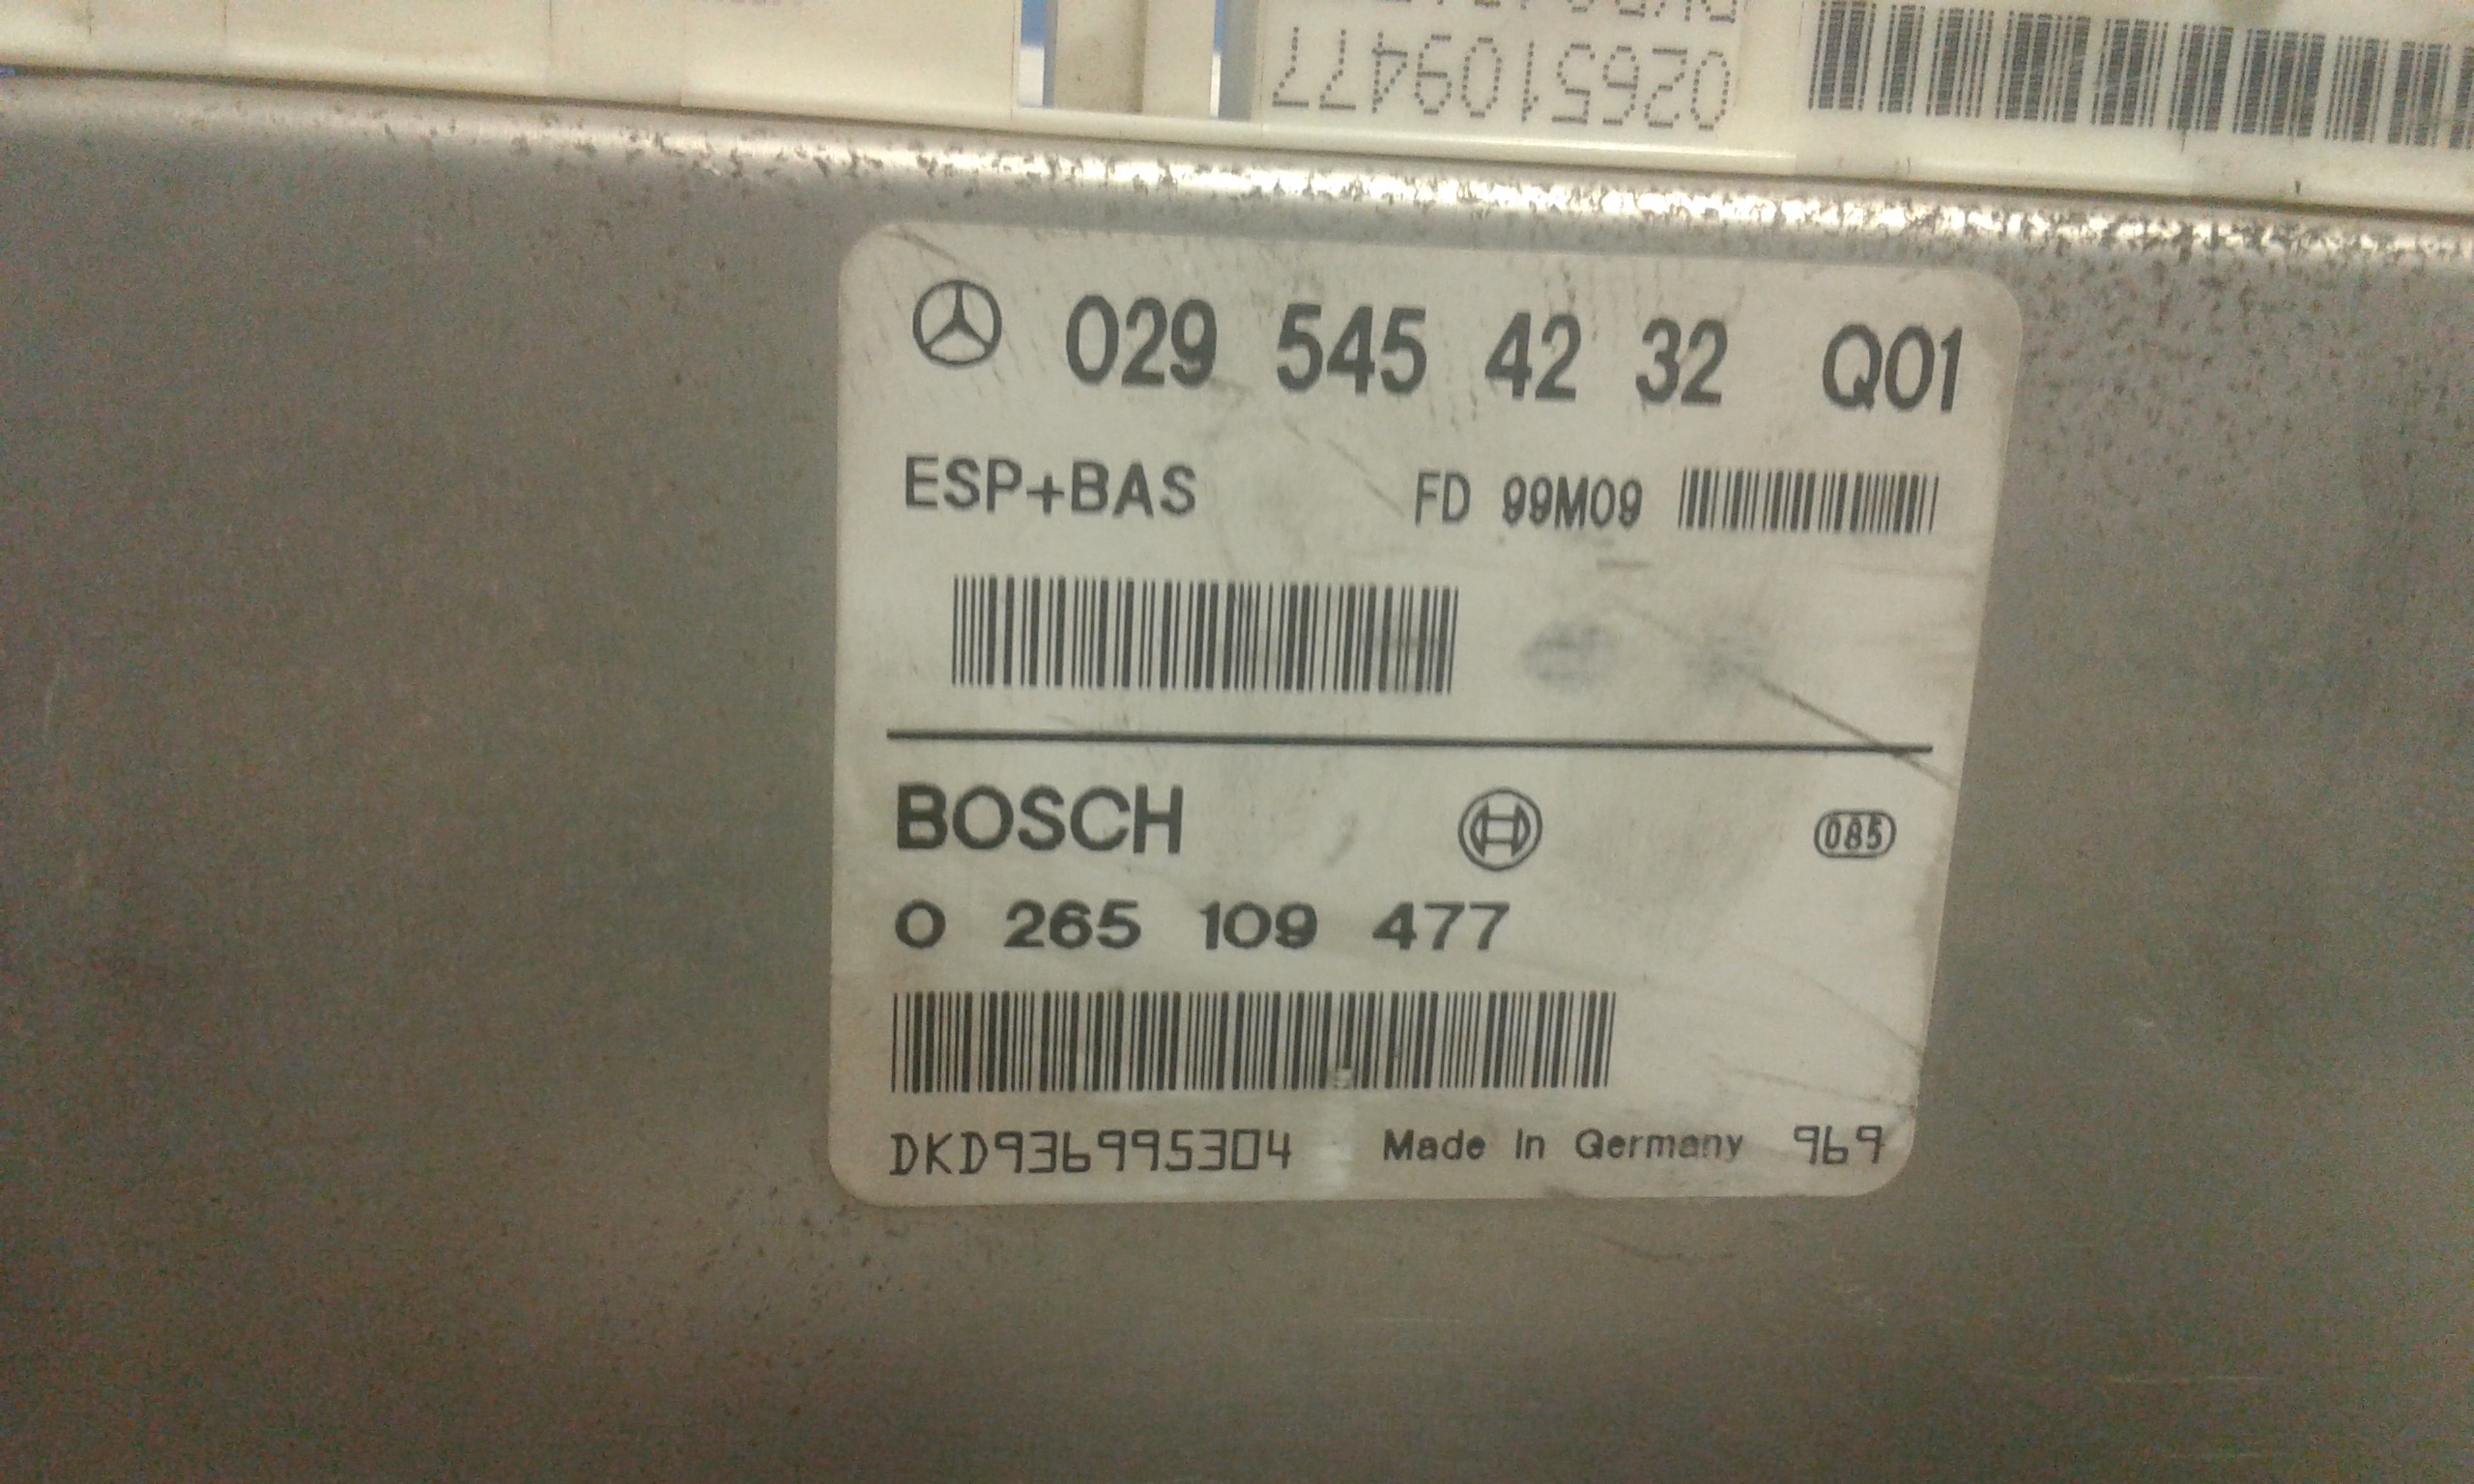 0265109477
029 545 42 32 Q01
ESP+BAS FD 99M09
BOSCH 085
0 265 109 477
DKD936995304 Made in Germany 969